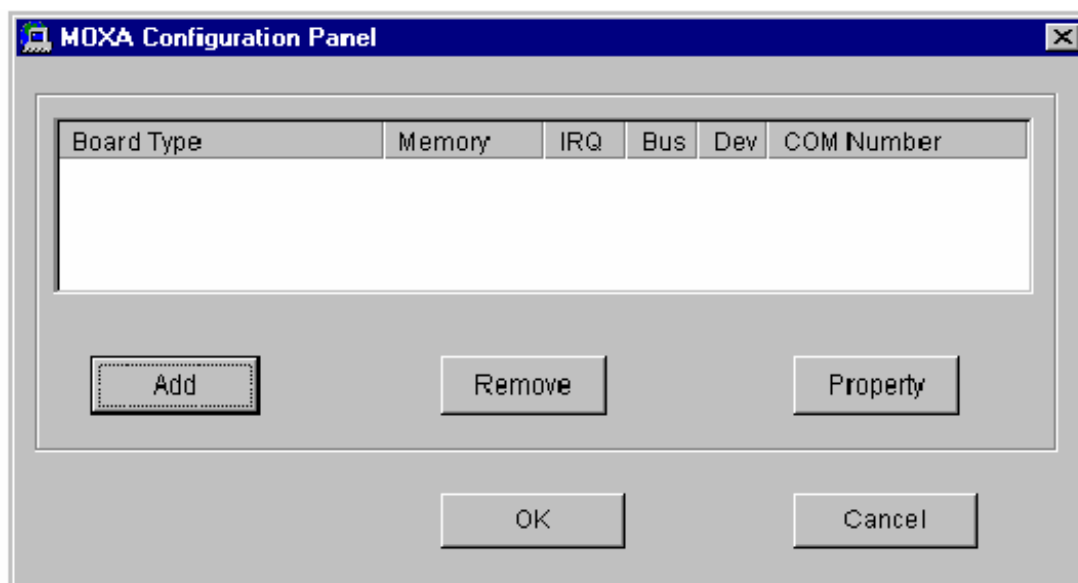 MOXA Configuration Panel
Board Type Memory IRQ Bus Dev COM Number
Add Remove Property
OK Cancel